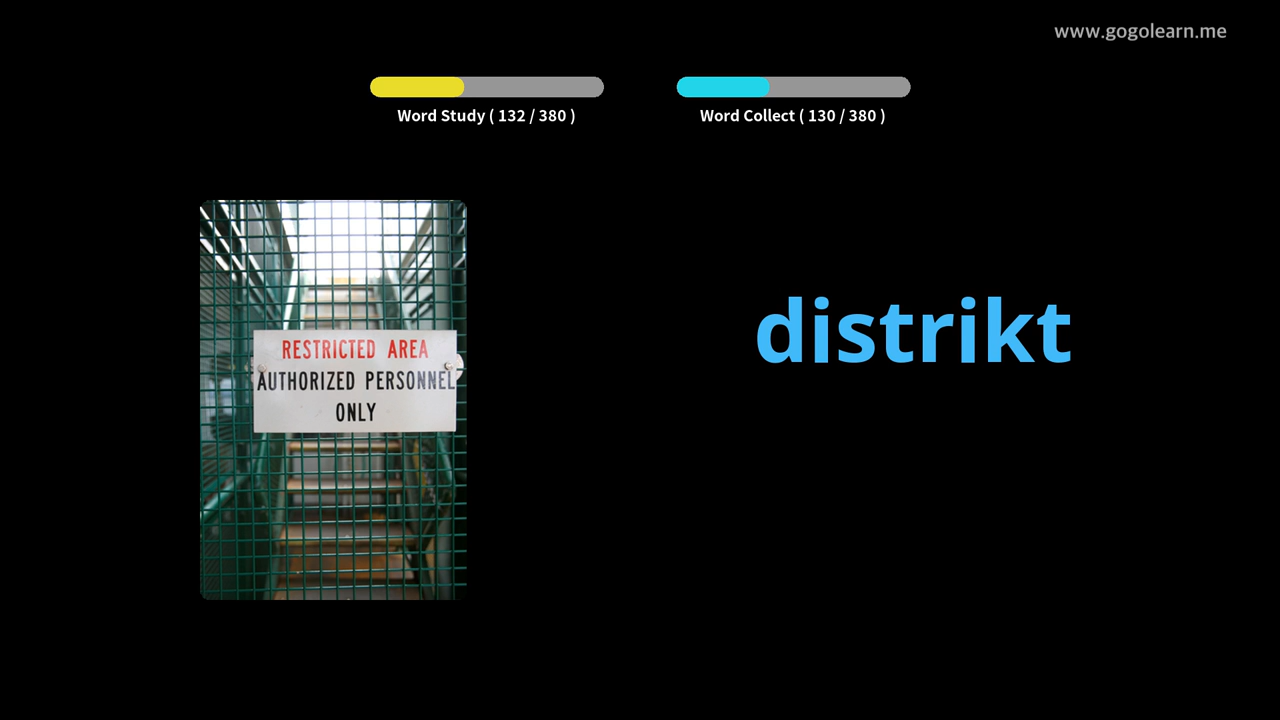 www.gogolearn.me
Word Study ( 132 / 380 )
Word Collect ( 130 / 380 )
RESTRICTED AREA
AUTHORIZED PERSONNEL
ONLY
distrikt